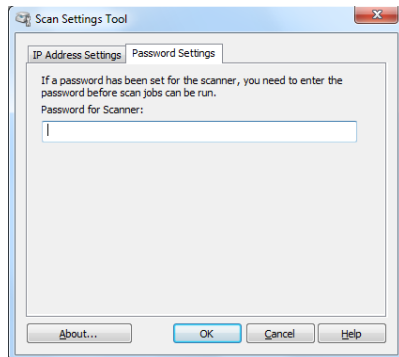 Scan Settings Tool
IP Address Settings Password Settings
If a password has been set for the scanner, you need to enter the
password before scan jobs can be run.
Password for Scanner:
About... OK Cancel Help